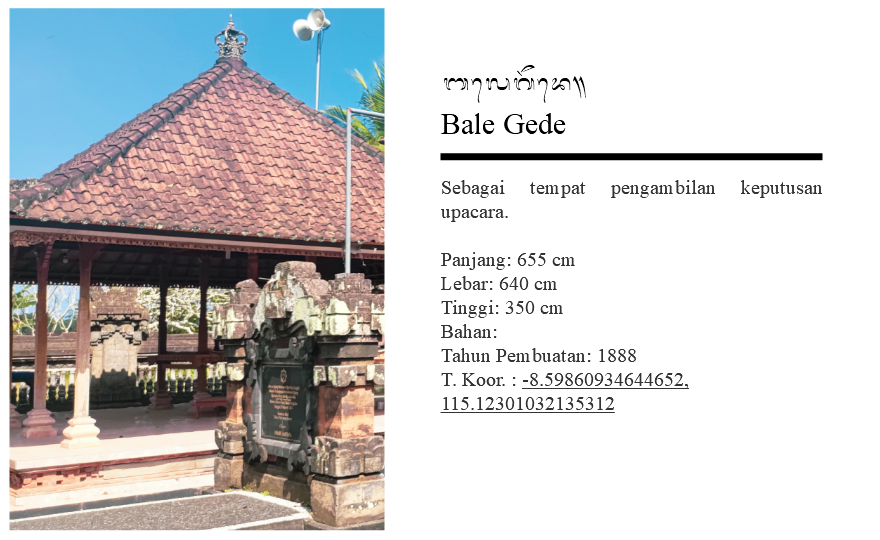 Bale Gede
Sebagai tempat pengambilan keputusan
upacara.
Panjang: 655 cm
Lebar: 640 cm
Tinggi: 350 cm
Bahan:
Tahun Pembuatan: 1888
T. Koor. : -8.59860934644652,
115.12301032135312